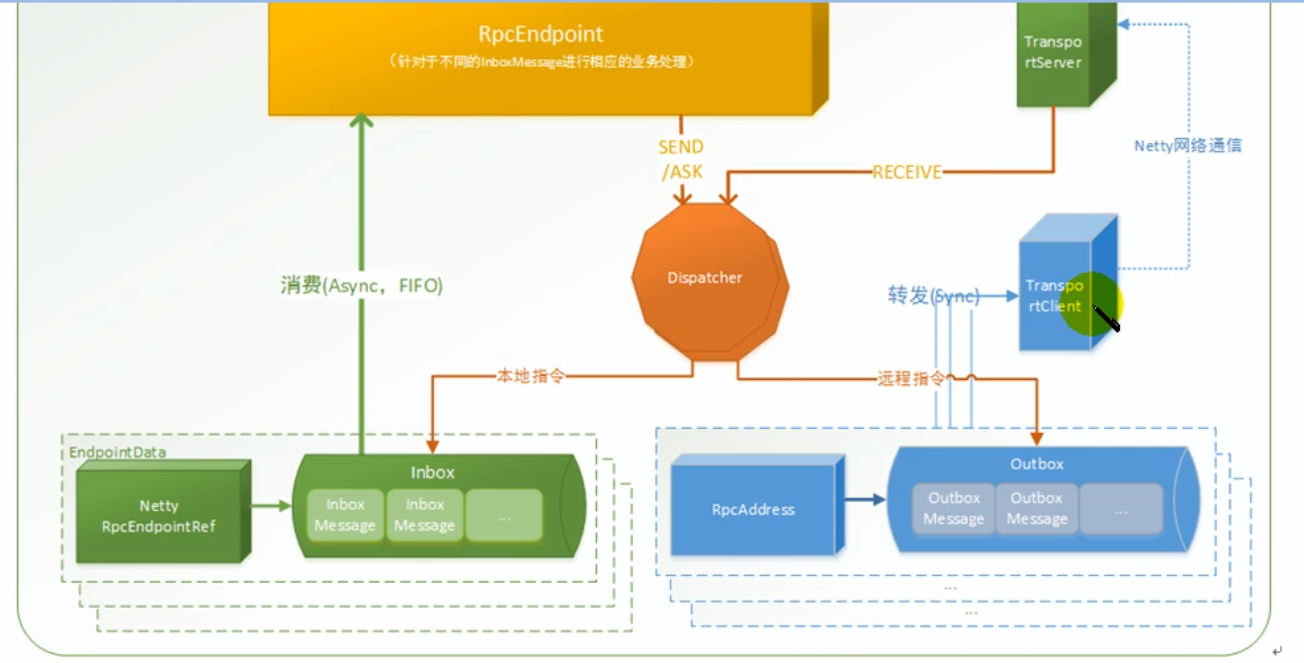 RpcEndpoint
（针对于不同的InboxMessage进行相应的业务处理）
Transpo
rtServer
SEND
/ASK
RECEIVE
Netty网络通信
Dispatcher
消费(Async，FIFO)
转发(Sync)
Transpo
rtClient
本地指令
远程指令
EndpointData
Inbox
Netty
RpcEndpointRef
Inbox
Message
Inbox
Message
...
Outbox
RpcAddress
Outbox
Message
Outbox
Message
...
...
...